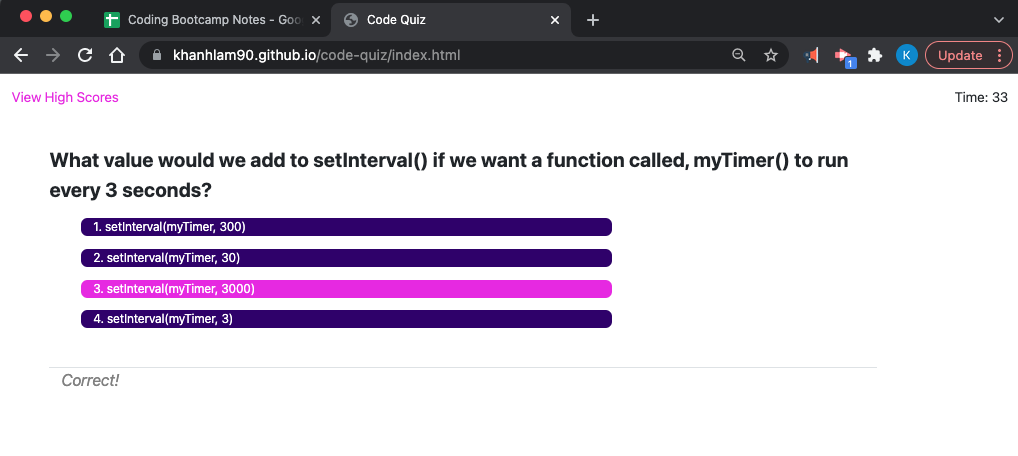 Coding Bootcamp Notes - Goo
Code Quiz
khanhlam90.github.io/code-quiz/index.html
1
K
Update
View High Scores
Time: 33
What value would we add to setInterval() if we want a function called, myTimer() to run
every 3 seconds?
1. setInterval(myTimer, 300)
2. setInterval(myTimer, 30)
3. setInterval(myTimer, 3000)
4. setInterval(myTimer, 3)
Correct!